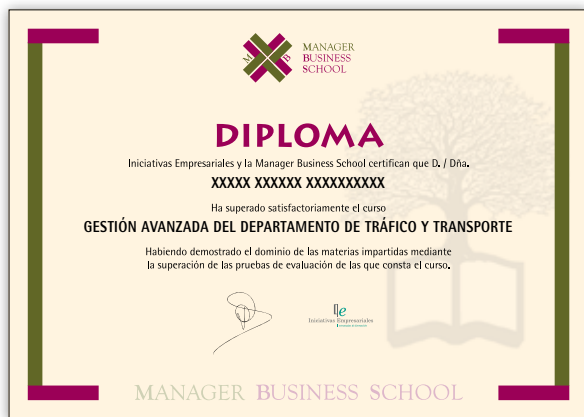 M B
MANAGER
BUSINESS
SCHOOL
DIPLOMA
Iniciativas Empresariales y la Manager Business School certifican que D. / Dña.
XXXXX XXXXXX XXXXXXXXXX
Ha superado satisfactoriamente el curso
GESTIÓN AVANZADA DEL DEPARTAMENTO DE TRÁFICO Y TRANSPORTE
Habiendo demostrado el dominio de las materias impartidas mediante
la superación de las pruebas de evaluación de las que consta el curso.
Iniciativas Empresariales
MANAGER BUSINESS SCHOOL